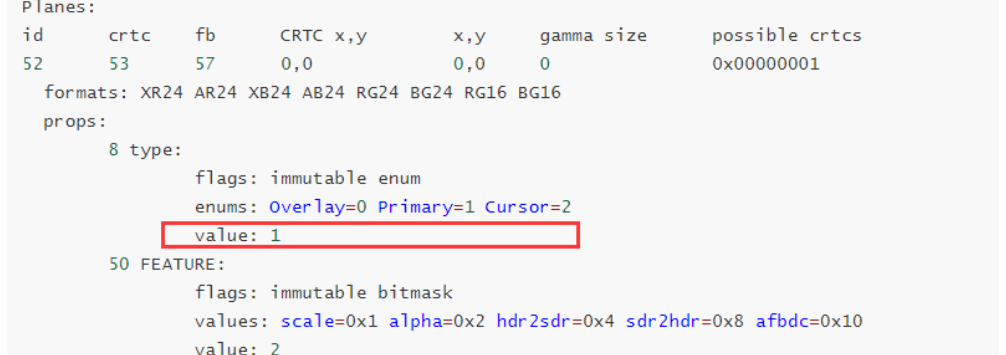 Planes:
id crtc fb CRTC x,y x,y gamma size possible crtcs
52 53 57 0,0 0,0 0 0x00000001
formats: XR24 AR24 XB24 AB24 RG24 BG24 RG16 BG16
props:
8 type:
flags: immutable enum
enums: Overlay=0 Primary=1 Cursor=2
value: 1
50 FEATURE:
flags: immutable bitmask
values: scale=0x1 alpha=0x2 hdr2sdr=0x4 sdr2hdr=0x8 afbdc=0x10
value: 2